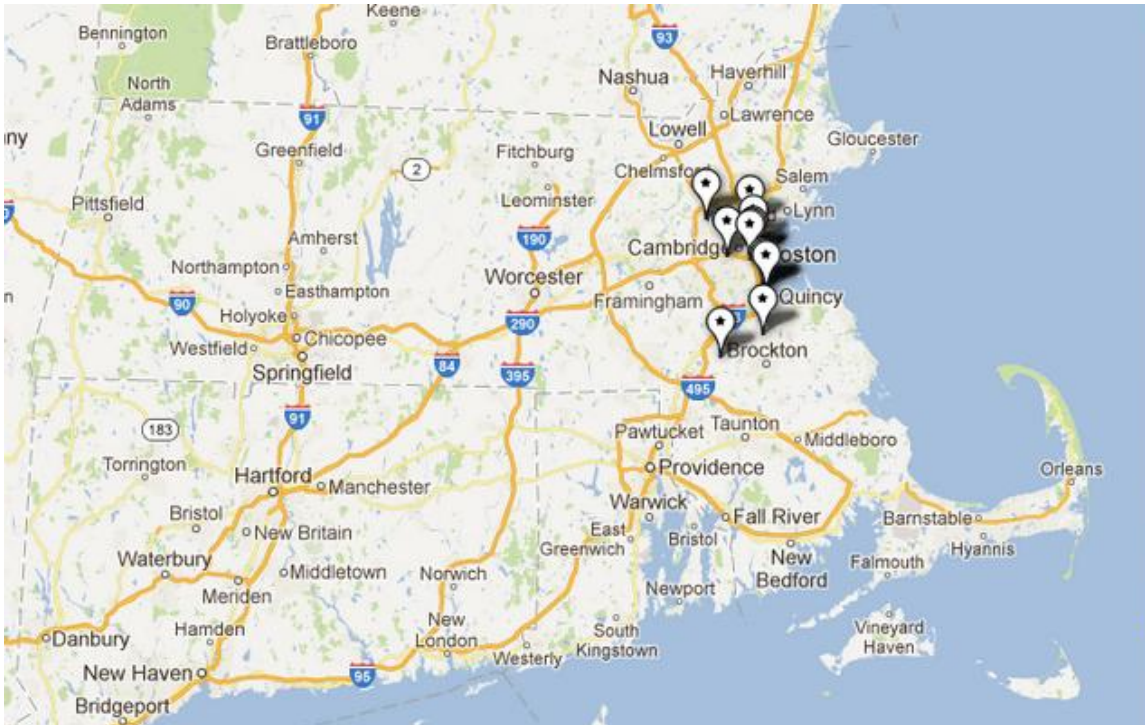 Keene
Bennington
Brattleboro
93
North
Adams
Nashua
Haverhill
91
Lawrence
ny
Lowell
Gloucester
Greenfield
2
Fitchburg
Chelmsfo
Salem
Pittsfield
Leominster
Lynn
Amherst
190
Cambridg
oston
Northampton
Worcester
Easthampton
90
Framingham
Quincy
Holyoke
290
Chicopee
Westfield
Brockton
Springfield
84
395
495
91
183
Taunton
Pawtucket
Middleboro
Torrington
Providence
Orleans
Hartford
Manchester
Warwick
Bristol
Fall River
Barnstable
New Britain
East
Greenwich
Bristol
Hyannis
Waterbury
New
Bedford
Falmouth
Middletown
Norwich
Meriden
Newport
New
London
Hamden
South
Kingstown
Vineyard
Haven
Danbury
Westerly
New Haven
95
Bridgeport